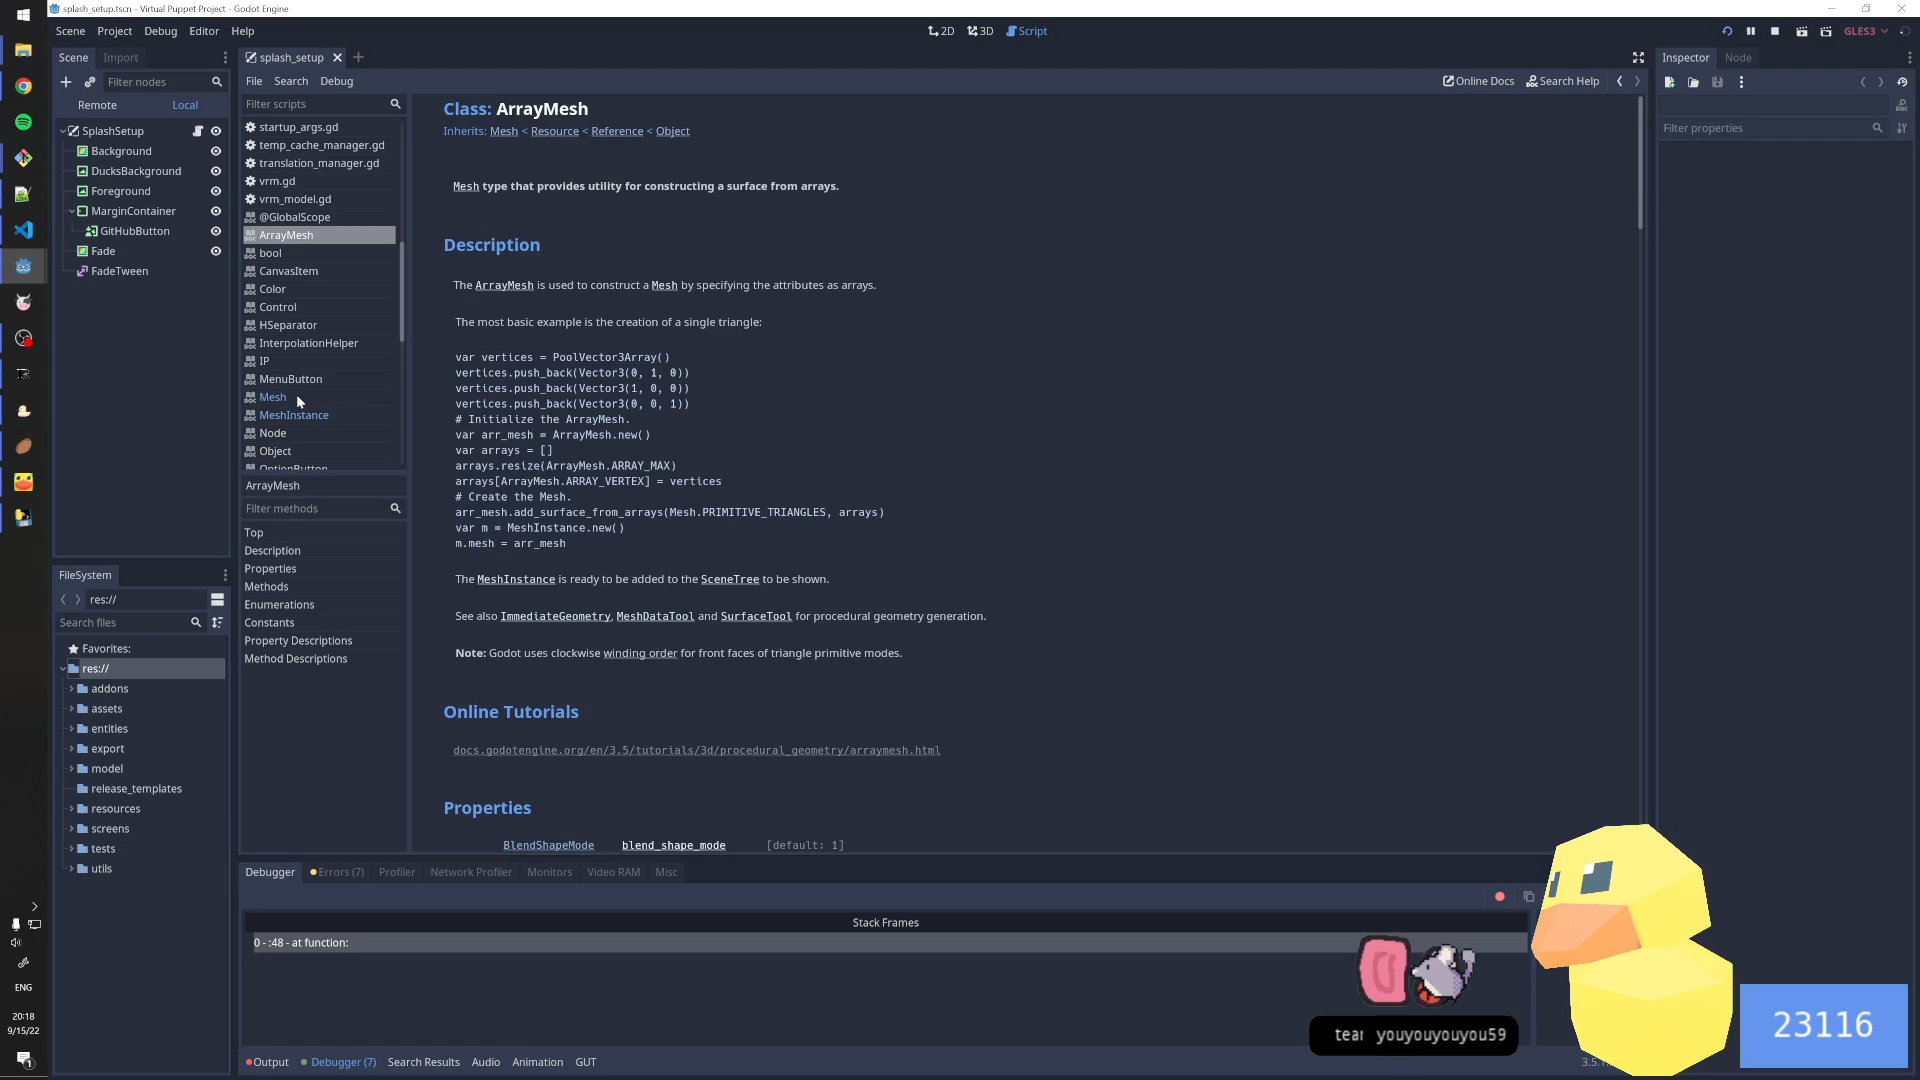 splash_setup.tscn - Virtual Puppet Project - Godot Engine
Scene Project Debug Editor Help
2D 3D Script
GLES3
Scene Import
splash_setup
Inspector Node
Filter nodes
File Search Debug
Online Docs Search Help
Remote Local
Filter scripts
Filter properties
SplashSetup
Background
DucksBackground
Foreground
MarginContainer
GitHubButton
Fade
FadeTween
startup_args.gd
temp_cache_manager.gd
translation_manager.gd
vrm.gd
vrm_model.gd
@GlobalScope
ArrayMesh
bool
CanvasItem
Color
Control
HSeparator
InterpolationHelper
IP
MenuButton
Mesh
MeshInstance
Node
Object
OptionButton
ArrayMesh
Filter methods
Top
Description
Properties
Methods
Enumerations
Constants
Property Descriptions
Method Descriptions
Class: ArrayMesh
Inherits: Mesh < Resource < Reference < Object
Mesh type that provides utility for constructing a surface from arrays.
Description
The ArrayMesh is used to construct a Mesh by specifying the attributes as arrays.
The most basic example is the creation of a single triangle:
var vertices = PoolVector3Array()
vertices.push_back(Vector3(0, 1, 0))
vertices.push_back(Vector3(1, 0, 0))
vertices.push_back(Vector3(0, 0, 1))
# Initialize the ArrayMesh.
var arr_mesh = ArrayMesh.new()
var arrays = []
arrays.resize(ArrayMesh.ARRAY_MAX)
arrays[ArrayMesh.ARRAY_VERTEX] = vertices
# Create the Mesh.
arr_mesh.add_surface_from_arrays(Mesh.PRIMITIVE_TRIANGLES, arrays)
var m = MeshInstance.new()
m.mesh = arr_mesh
The MeshInstance is ready to be added to the SceneTree to be shown.
See also ImmediateGeometry, MeshDataTool and SurfaceTool for procedural geometry generation.
Note: Godot uses clockwise winding order for front faces of triangle primitive modes.
Online Tutorials
docs.godotengine.org/en/3.5/tutorials/3d/procedural_geometry/arraymesh.html
Properties
BlendShapeMode blend_shape_mode [default: 1]
FileSystem
res://
Search files
Favorites:
res://
addons
assets
entities
export
model
release_templates
resources
screens
tests
utils
Debugger Errors (7) Profiler Network Profiler Monitors Video RAM Misc
Stack Frames
0 - :48 - at function:
Output Debugger (7) Search Results Audio Animation GUT
3.5.1
tear youyouyouyou59
23116
ENG
20:18
9/15/22
1